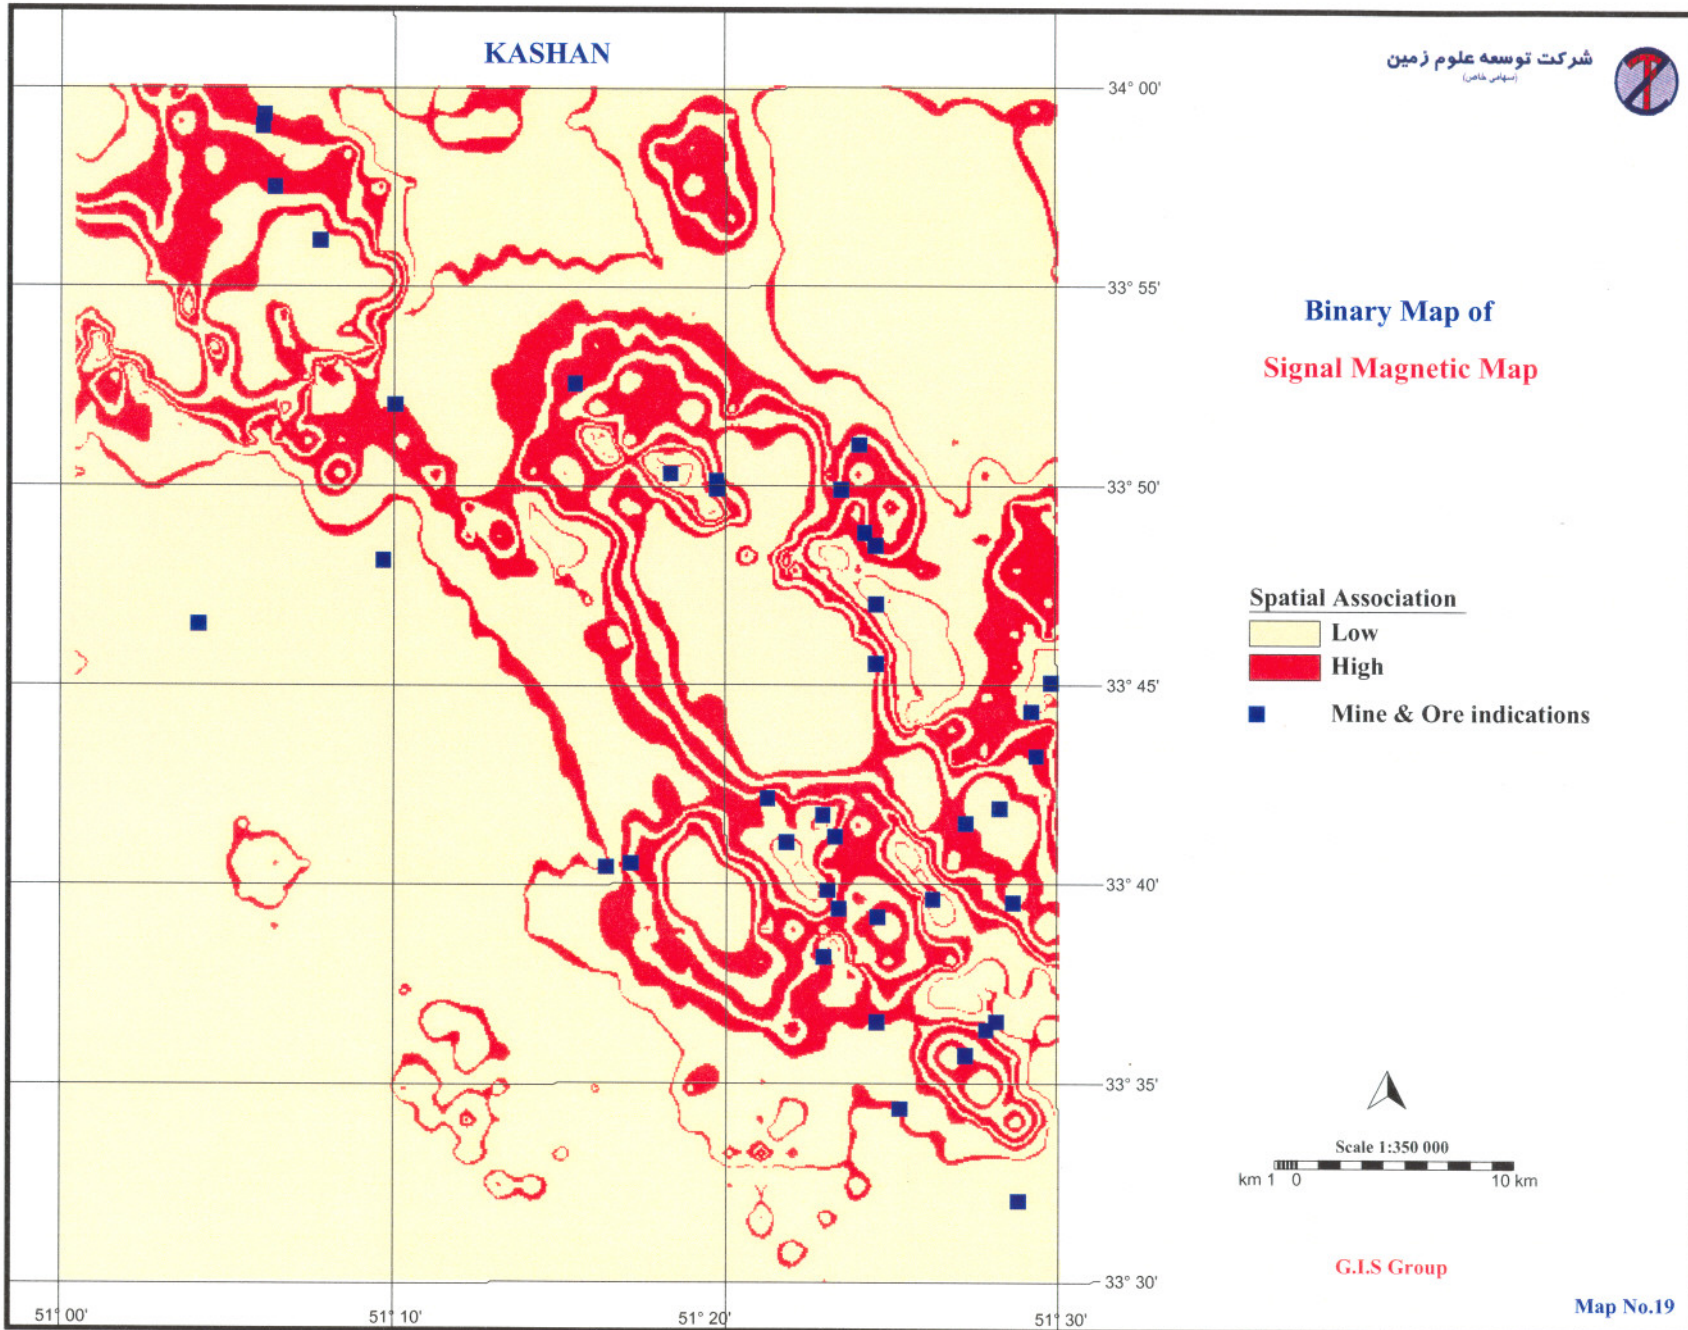 KASHAN
شرکت توسعه علوم زمین
(سهامی خاص)
34° 00'
33° 55'
33° 50'
33° 45'
33° 40'
33° 35'
33° 30'
51° 00'
51° 10'
51° 20'
51° 30'
Binary Map of
Signal Magnetic Map
Spatial Association
Low
High
Mine & Ore indications
Scale 1:350 000
km 1 0 10 km
G.I.S Group
Map No.19